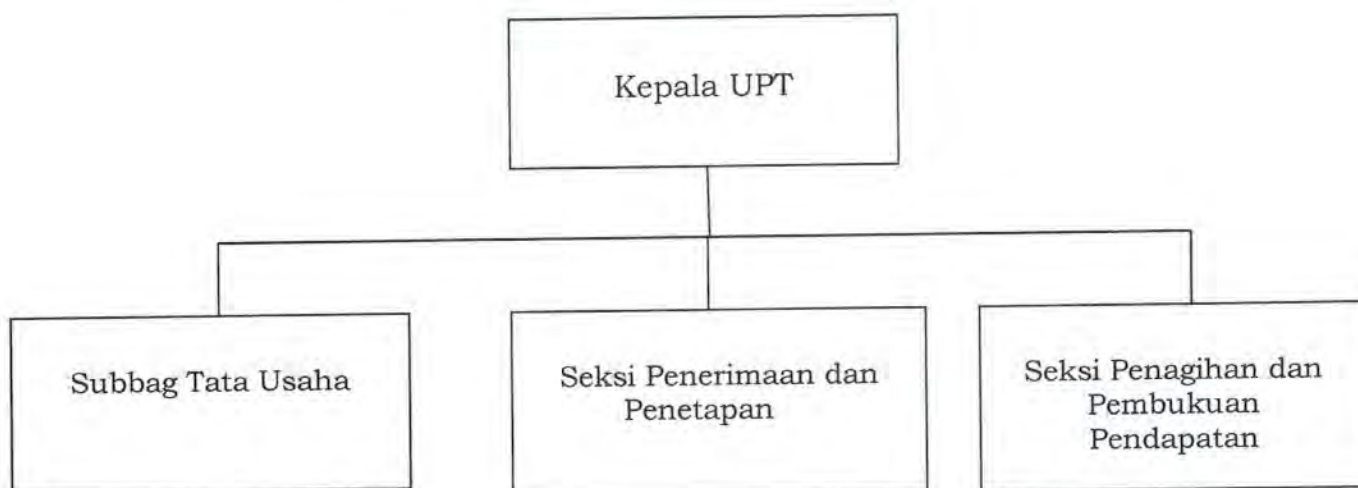 Kepala UPT
Subbag Tata Usaha
Seksi Penerimaan dan
Penetapan
Seksi Penagihan dan
Pembukuan
Pendapatan